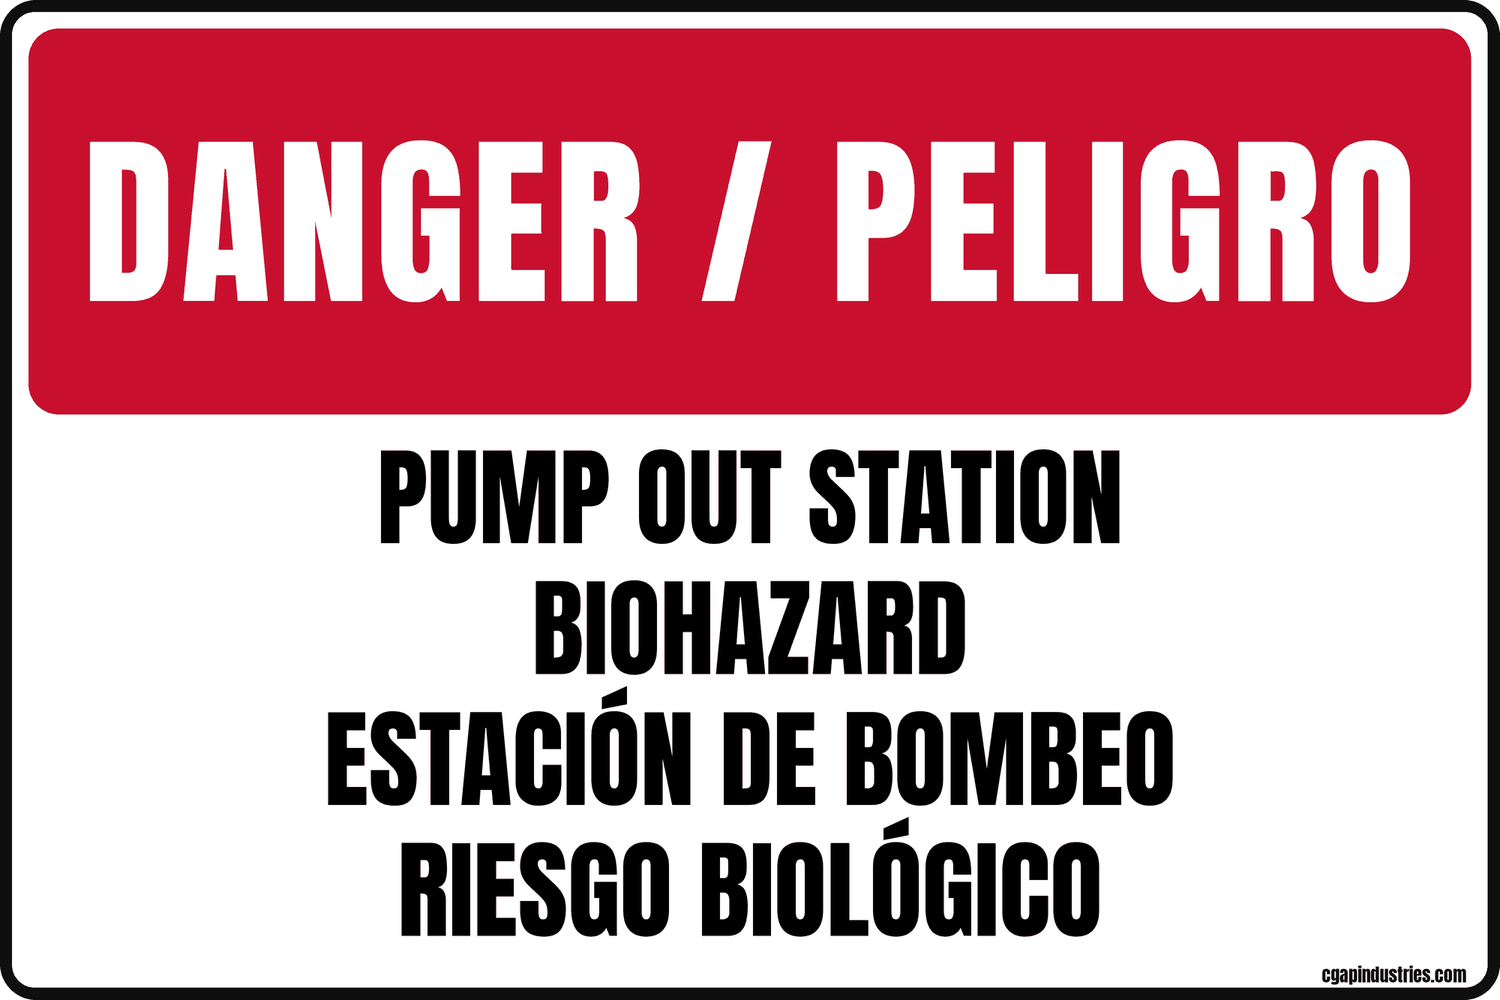 DANGER / PELIGRO
PUMP OUT STATION
BIOHAZARD
ESTACIÓN DE BOMBEO
RIESGO BIOLÓGICO
cgapindustries.com